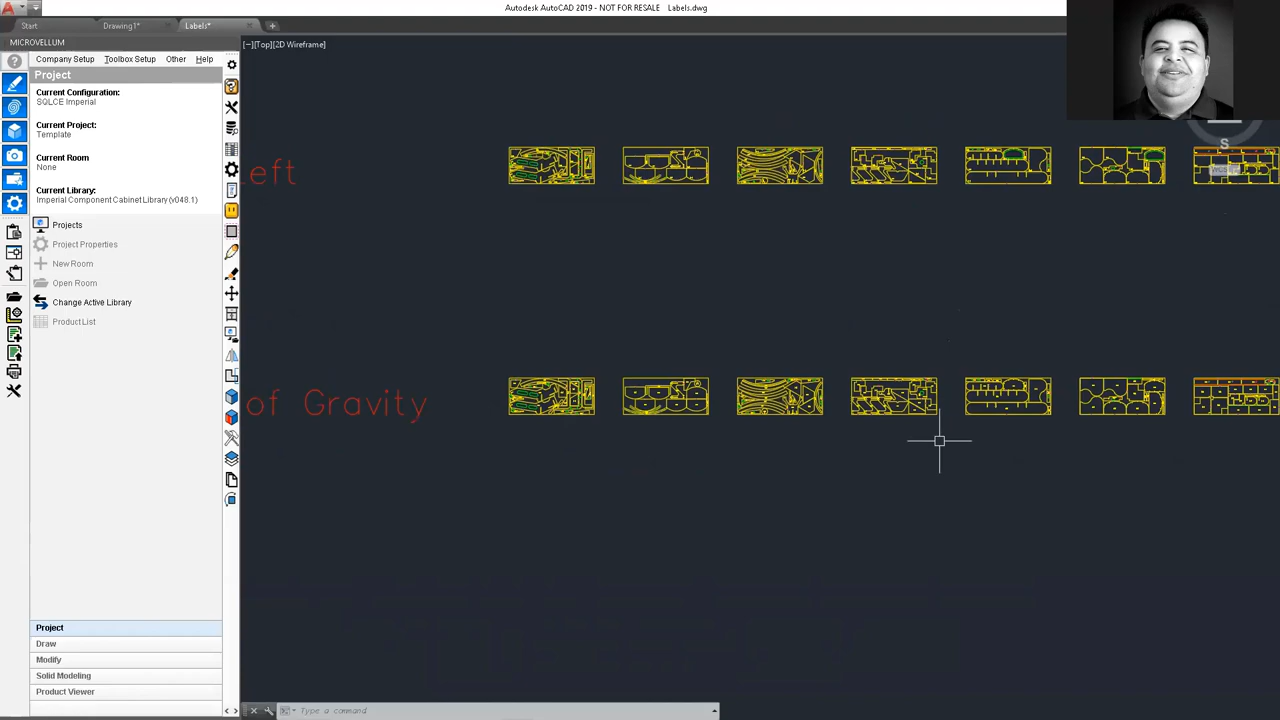 Autodesk AutoCAD 2019 - NOT FOR RESALE Labels.dwg
Start
Drawing1*
Labels*
MICROVELLUM
[−][Top][2D Wireframe]
Company Setup Toolbox Setup Other Help
Project
Current Configuration:
SQLCE Imperial
Current Project:
Template
Current Room
None
Current Library:
Imperial Component Cabinet Library (v048.1)
Projects
Project Properties
New Room
Open Room
Change Active Library
Product List
S
eft
of Gravity
Project
Draw
Modify
Solid Modeling
Product Viewer
Type a command